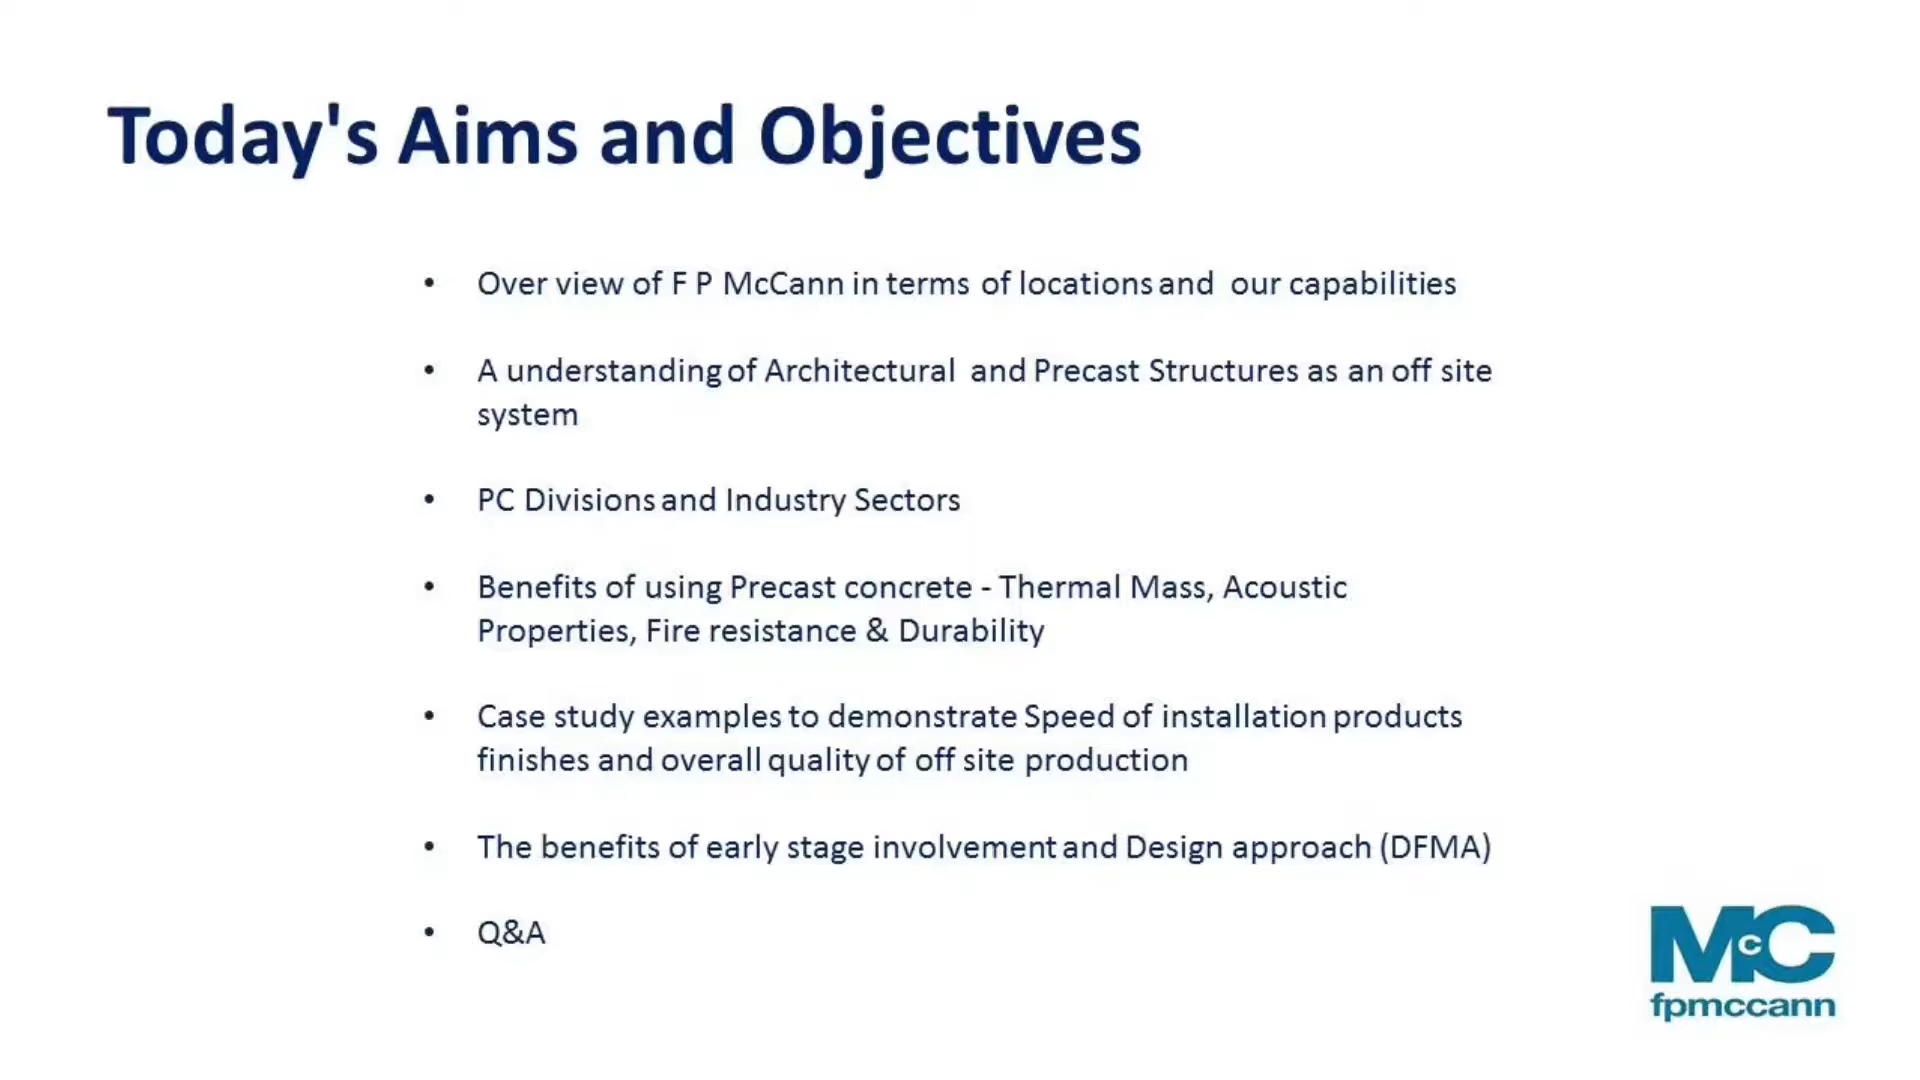 Today's Aims and Objectives
• Over view of F P McCann in terms of locations and our capabilities
• A understanding of Architectural and Precast Structures as an off site
system
• PC Divisions and Industry Sectors
• Benefits of using Precast concrete - Thermal Mass, Acoustic
Properties, Fire resistance & Durability
• Case study examples to demonstrate Speed of installation products
finishes and overall quality of off site production
• The benefits of early stage involvement and Design approach (DFMA)
• Q&A
McC
fpmccann